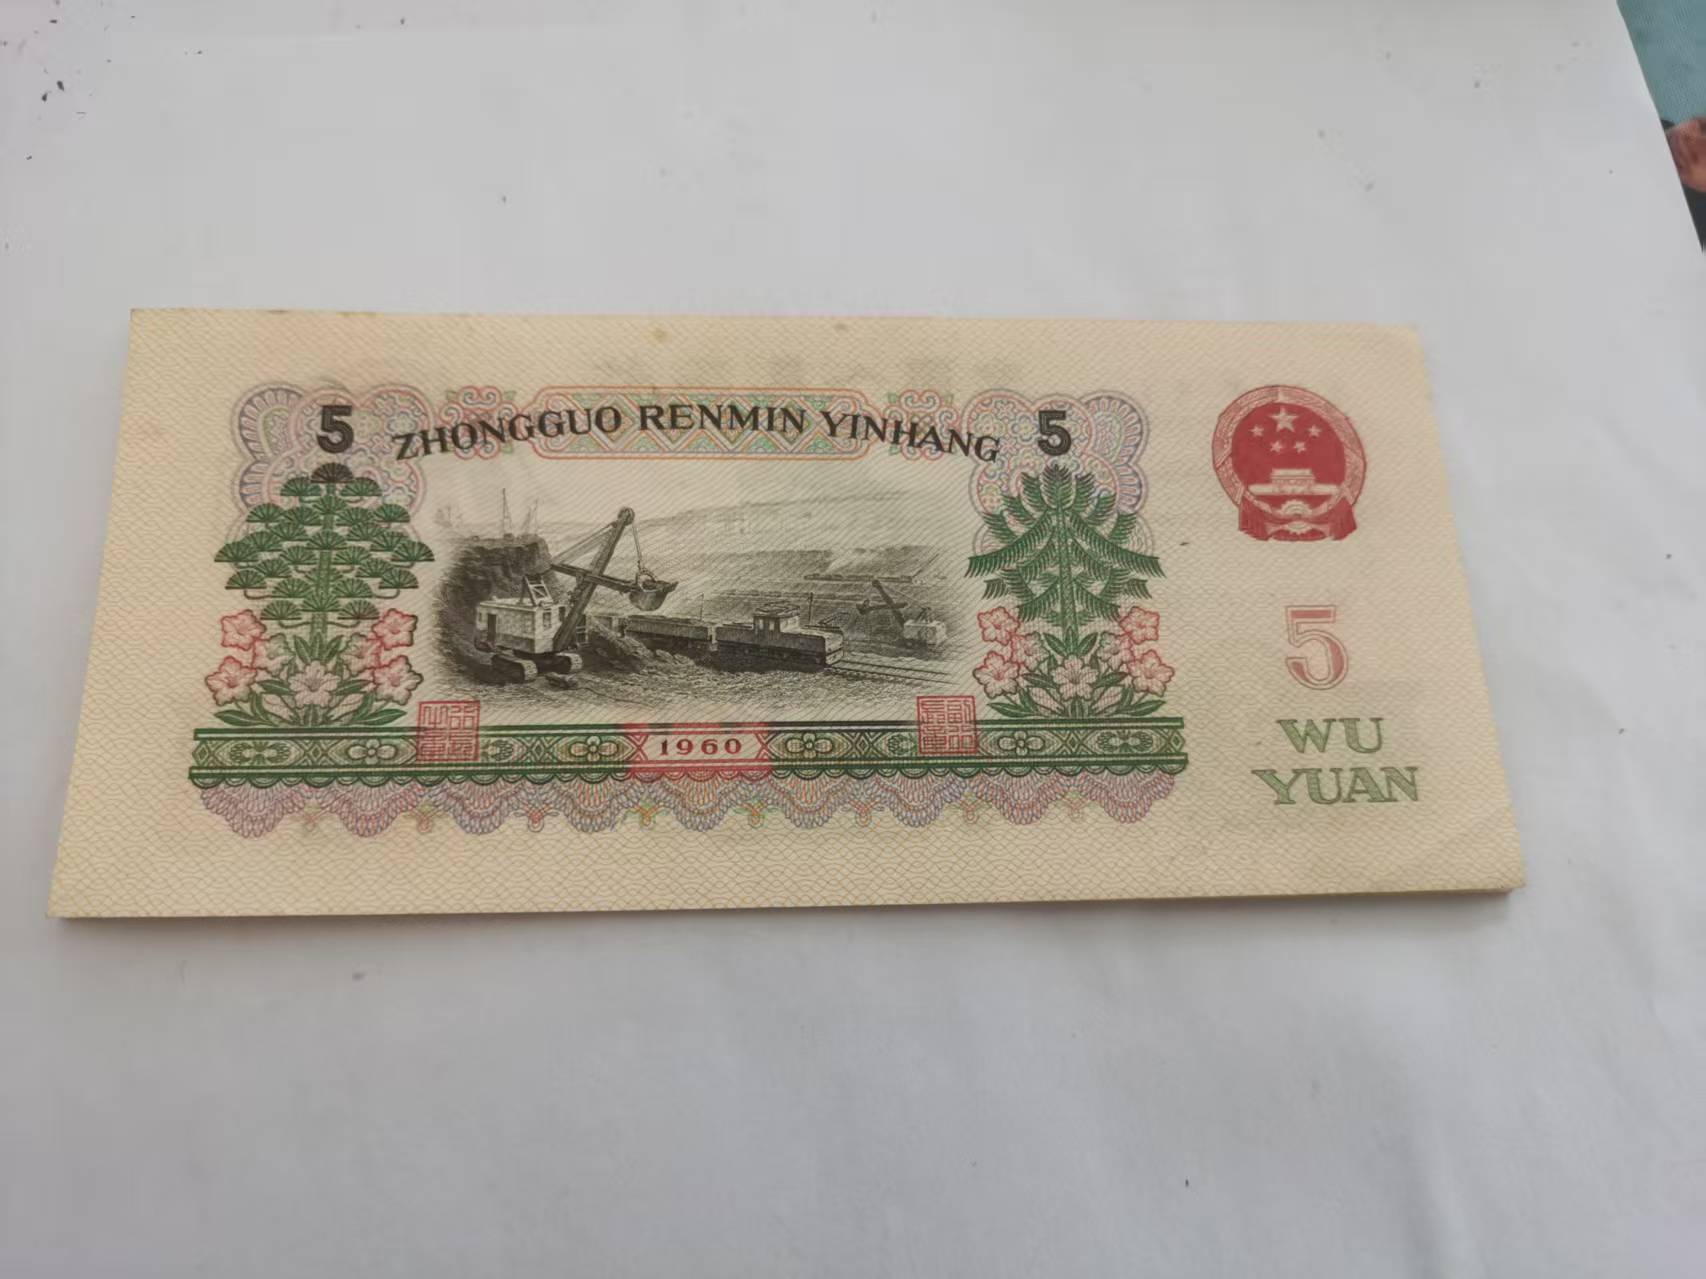 5 ZHONGGUO RENMIN YINHANG 5
5
1960
WU
YUAN